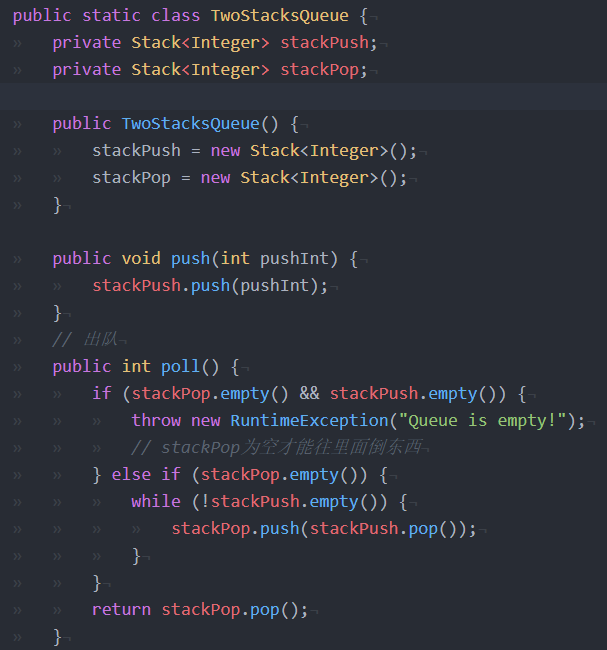 public static class TwoStacksQueue {
    private Stack<Integer> stackPush;
    private Stack<Integer> stackPop;

    public TwoStacksQueue() {
        stackPush = new Stack<Integer>();
        stackPop = new Stack<Integer>();
    }

    public void push(int pushInt) {
        stackPush.push(pushInt);
    }
    // 出队
    public int poll() {
        if (stackPop.empty() && stackPush.empty()) {
            throw new RuntimeException("Queue is empty!");
            // stackPop为空才能往里面倒东西
        } else if (stackPop.empty()) {
            while (!stackPush.empty()) {
                stackPop.push(stackPush.pop());
            }
        }
        return stackPop.pop();
    }